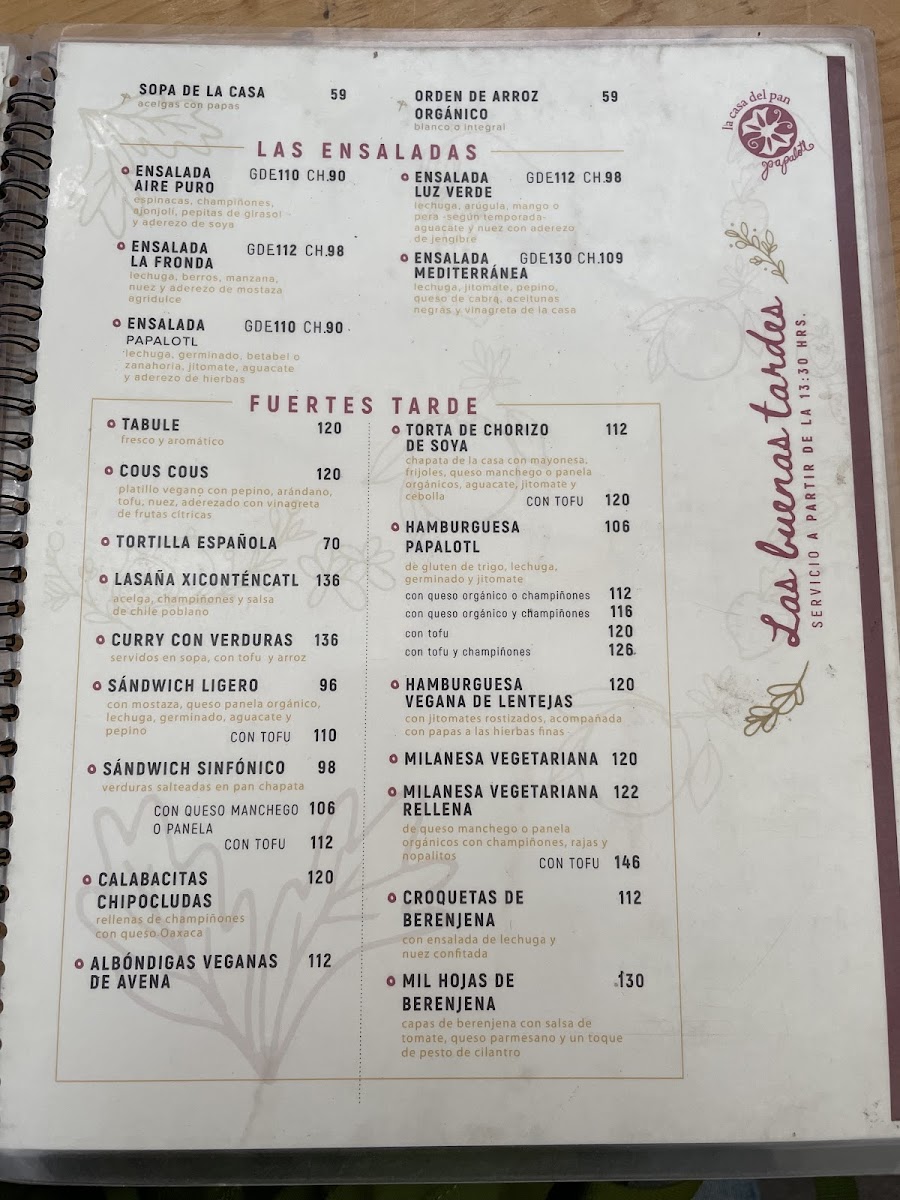 SOPA DE LA CASA 59
acelgas con papas
ORDEN DE ARROZ 59
ORGÁNICO
blanco o integral
LAS ENSALADAS
ENSALADA GDE110 CH.90
AIRE PURO
espinacas, champiñones,
ajonjolí, pepitas de girasol
y aderezo de soya
ENSALADA GDE112 CH.98
LA FRONDA
lechuga, berros, manzana,
nuez y aderezo de mostaza
agridulce
ENSALADA GDE110 CH.90
PAPALOTL
lechuga, germinado, betabel o
zanahoria, jitomate, aguacate
y aderezo de hierbas
ENSALADA GDE112 CH.98
LUZ VERDE
lechuga, arúgula, mango o
pera -según temporada-
aguacate y nuez con aderezo
de jengibre
ENSALADA GDE130 CH.109
MEDITERRÁNEA
lechuga, jitomate, pepino,
queso de cabra, aceitunas
negras y vinagreta de la casa
FUERTES TARDE
TABULE 120
fresco y aromático
COUS COUS 120
platillo vegano con pepino, arándano,
tofu, nuez, aderezado con vinagreta
de frutas cítricas
TORTILLA ESPAÑOLA 70
LASAÑA XICONTÉNCATL 136
acelga, champiñones y salsa
de chile poblano
CURRY CON VERDURAS 136
servidos en sopa, con tofu y arroz
SÁNDWICH LIGERO 96
con mostaza, queso panela orgánico,
lechuga, germinado, aguacate y
pepino
CON TOFU 110
SÁNDWICH SINFÓNICO 98
verduras salteadas en pan chapata
CON QUESO MANCHEGO 106
O PANELA
CON TOFU 112
CALABACITAS 120
CHIPOCLUDAS
rellenas de champiñones
con queso Oaxaca
ALBÓNDIGAS VEGANAS 112
DE AVENA
TORTA DE CHORIZO 112
DE SOYA
chapata de la casa con mayonesa,
frijoles, queso manchego o panela
orgánicos, aguacate, jitomate y
cebolla
CON TOFU 120
HAMBURGUESA 106
PAPALOTL
de gluten de trigo, lechuga,
germinado y jitomate
con queso orgánico o champiñones 112
con queso orgánico y champiñones 116
con tofu 120
con tofu y champiñones 126
HAMBURGUESA 120
VEGANA DE LENTEJAS
con jitomates rostizados, acompañada
con papas a las hierbas finas
MILANESA VEGETARIANA 120
MILANESA VEGETARIANA 122
RELLENA
de queso manchego o panela
orgánicos con champiñones, rajas y
nopalitos
CON TOFU 146
CROQUETAS DE 112
BERENJENA
con ensalada de lechuga y
nuez confitada
MIL HOJAS DE 130
BERENJENA
capas de berenjena con salsa de
tomate, queso parmesano y un toque
de pesto de cilantro
la casa del pan
papalotl
Las buenas tardes
SERVICIO A PARTIR DE LA 13:30 HRS.